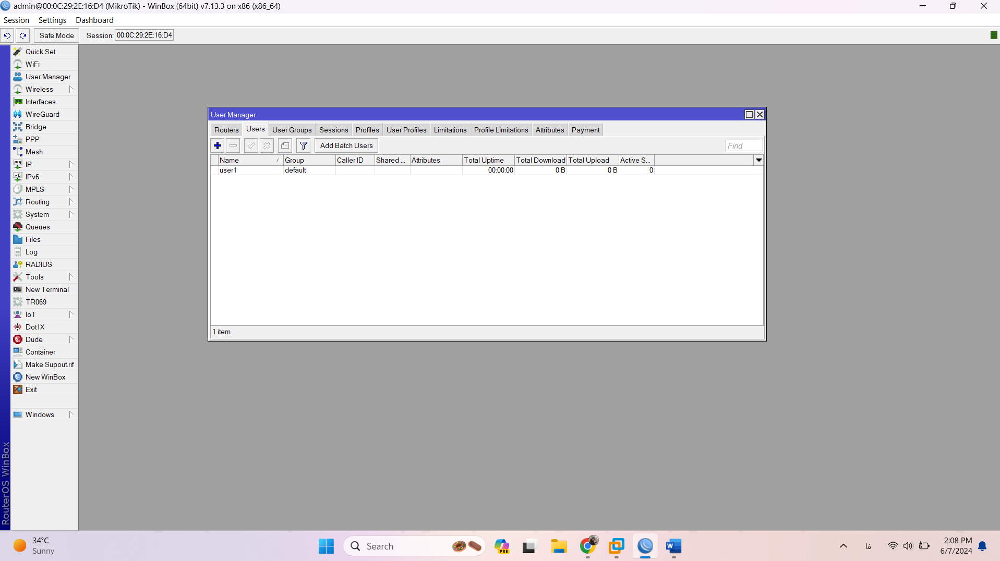 admin@00:0C:29:2E:16:D4 (MikroTik) - WinBox (64bit) v7.13.3 on x86 (x86_64)
Session Settings Dashboard
Safe Mode Session: 00:0C:29:2E:16:D4
Quick Set
WiFi
User Manager
Wireless
Interfaces
WireGuard
Bridge
PPP
Mesh
IP
IPv6
MPLS
Routing
System
Queues
Files
Log
RADIUS
Tools
New Terminal
TR069
IoT
Dot1X
Dude
Container
Make Supout.rif
New WinBox
Exit
Windows
RouterOS WinBox
User Manager
Routers Users User Groups Sessions Profiles User Profiles Limitations Profile Limitations Attributes Payment
Add Batch Users Find
Name Group Caller ID Shared ... Attributes Total Uptime Total Download Total Upload Active S...
user1 default 00:00:00 0 B 0 B 0
1 item
34°C
Sunny
Search
PRE
فا
2:08 PM
6/7/2024